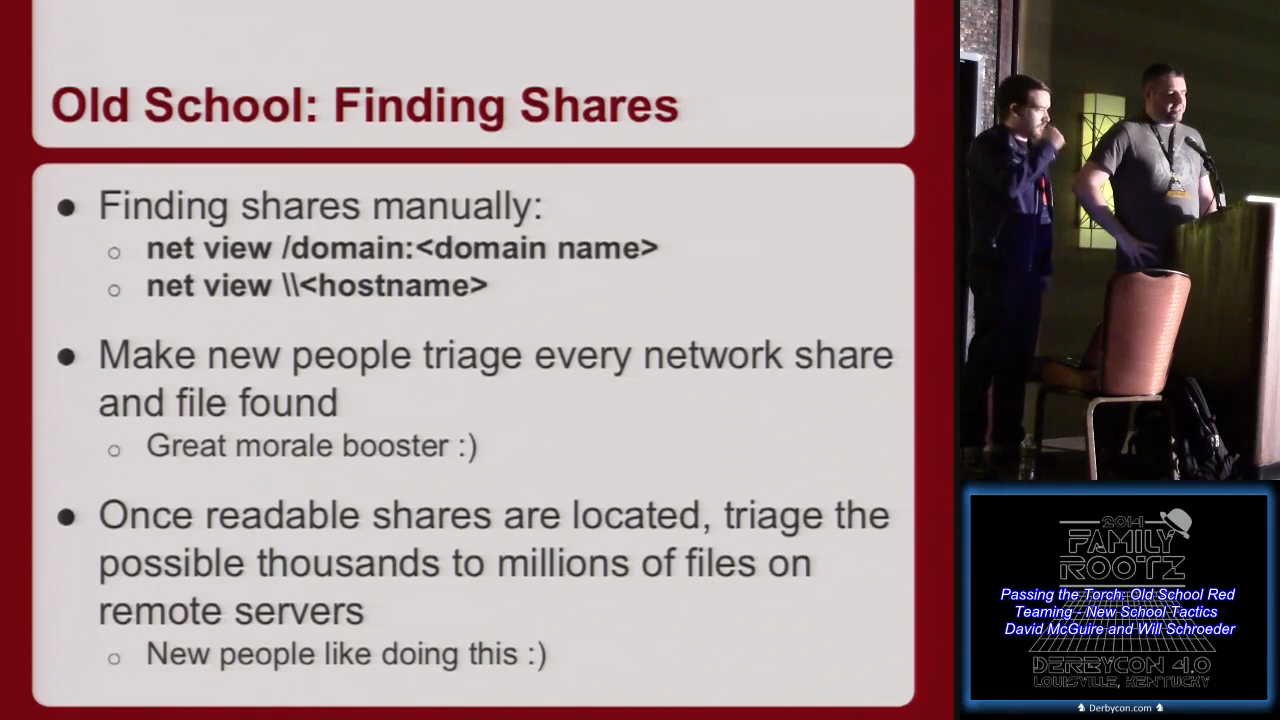 Old School: Finding Shares
● Finding shares manually:
○ net view /domain:<domain name>
○ net view \\<hostname>
● Make new people triage every network share
and file found
○ Great morale booster :)
● Once readable shares are located, triage the
possible thousands to millions of files on
remote servers
○ New people like doing this :)
2014
FAMILY
ROOTZ
Passing the Torch: Old School Red
Teaming - New School Tactics
David McGuire and Will Schroeder
DERBYCON 4.0
LOUISVILLE, KENTUCKY
Derbycon.com